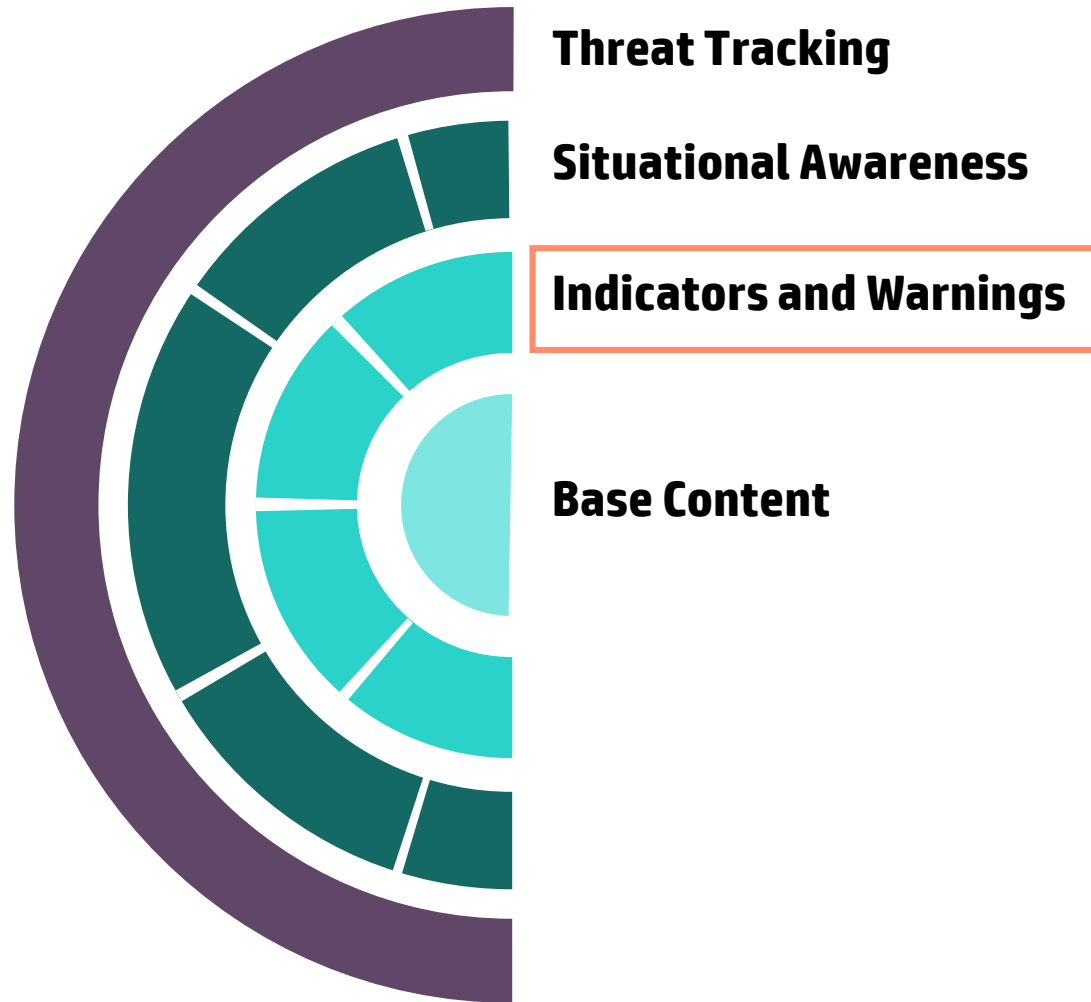 Threat Tracking
Situational Awareness
Indicators and Warnings
Base Content